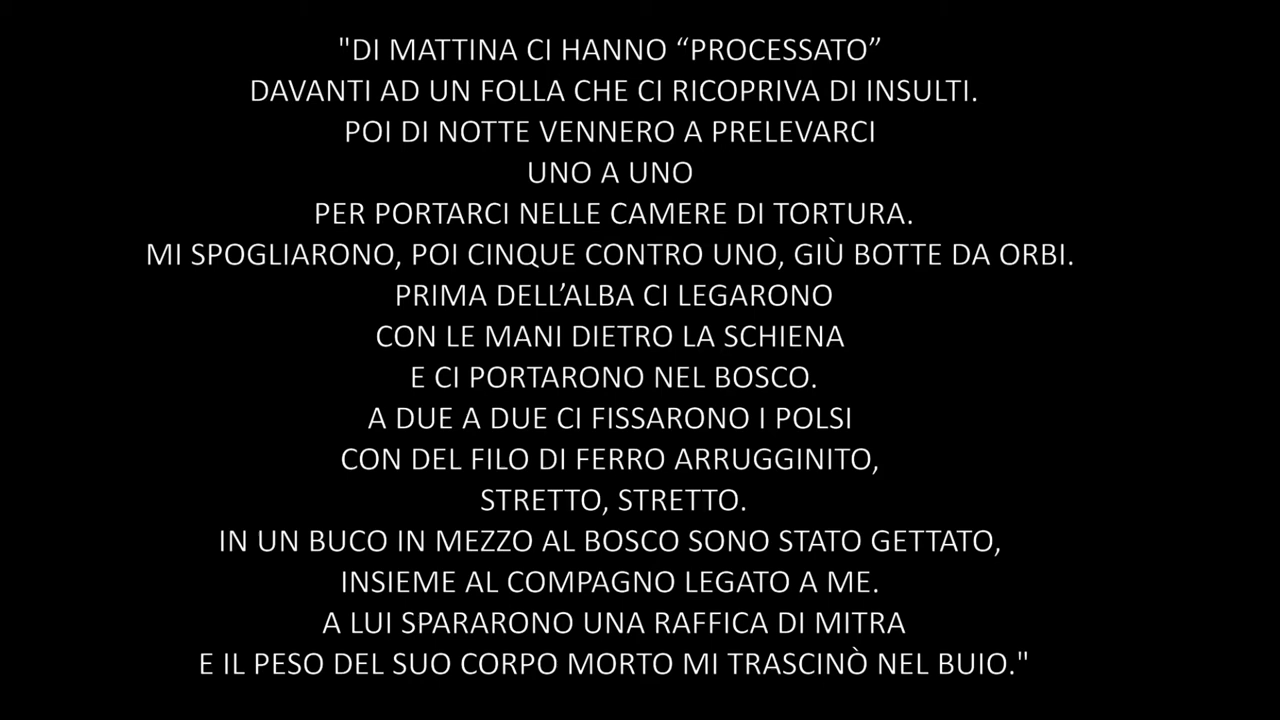 "DI MATTINA CI HANNO “PROCESSATO”
DAVANTI AD UN FOLLA CHE CI RICOPRIVA DI INSULTI.
POI DI NOTTE VENNERO A PRELEVARCI
UNO A UNO
PER PORTARCI NELLE CAMERE DI TORTURA.
MI SPOGLIARONO, POI CINQUE CONTRO UNO, GIÙ BOTTE DA ORBI.
PRIMA DELL’ALBA CI LEGARONO
CON LE MANI DIETRO LA SCHIENA
E CI PORTARONO NEL BOSCO.
A DUE A DUE CI FISSARONO I POLSI
CON DEL FILO DI FERRO ARRUGGINITO,
STRETTO, STRETTO.
IN UN BUCO IN MEZZO AL BOSCO SONO STATO GETTATO,
INSIEME AL COMPAGNO LEGATO A ME.
A LUI SPARARONO UNA RAFFICA DI MITRA
E IL PESO DEL SUO CORPO MORTO MI TRASCINÒ NEL BUIO."